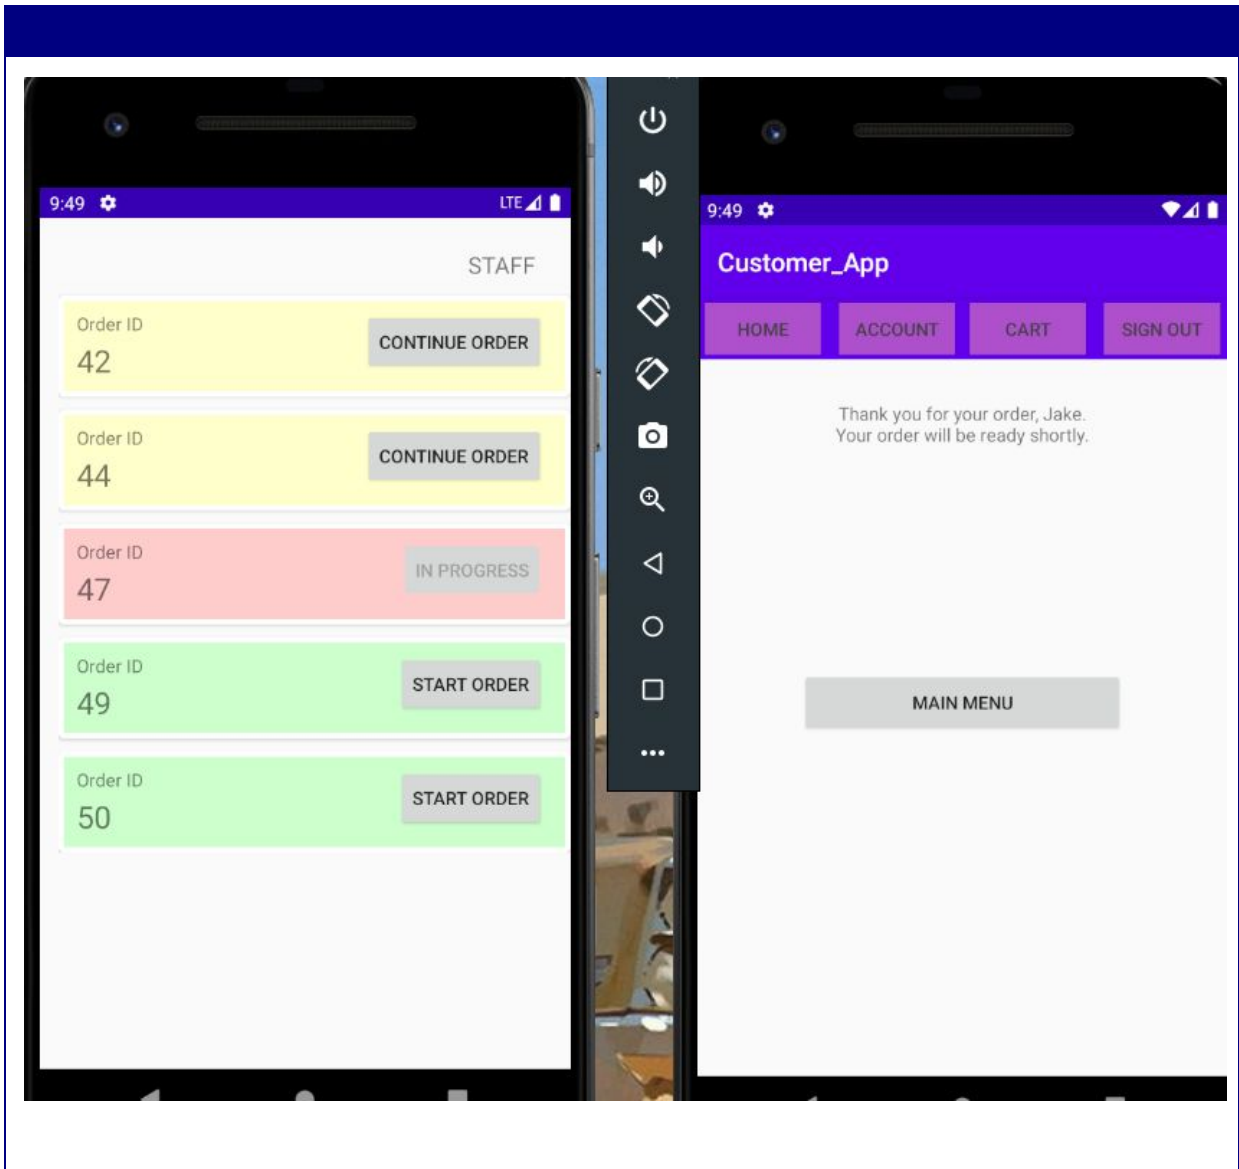 9:49
LTE
STAFF
Order ID
42
CONTINUE ORDER
Order ID
44
CONTINUE ORDER
Order ID
47
IN PROGRESS
Order ID
49
START ORDER
Order ID
50
START ORDER
9:49
Customer_App
HOME
ACCOUNT
CART
SIGN OUT
Thank you for your order, Jake.
Your order will be ready shortly.
MAIN MENU